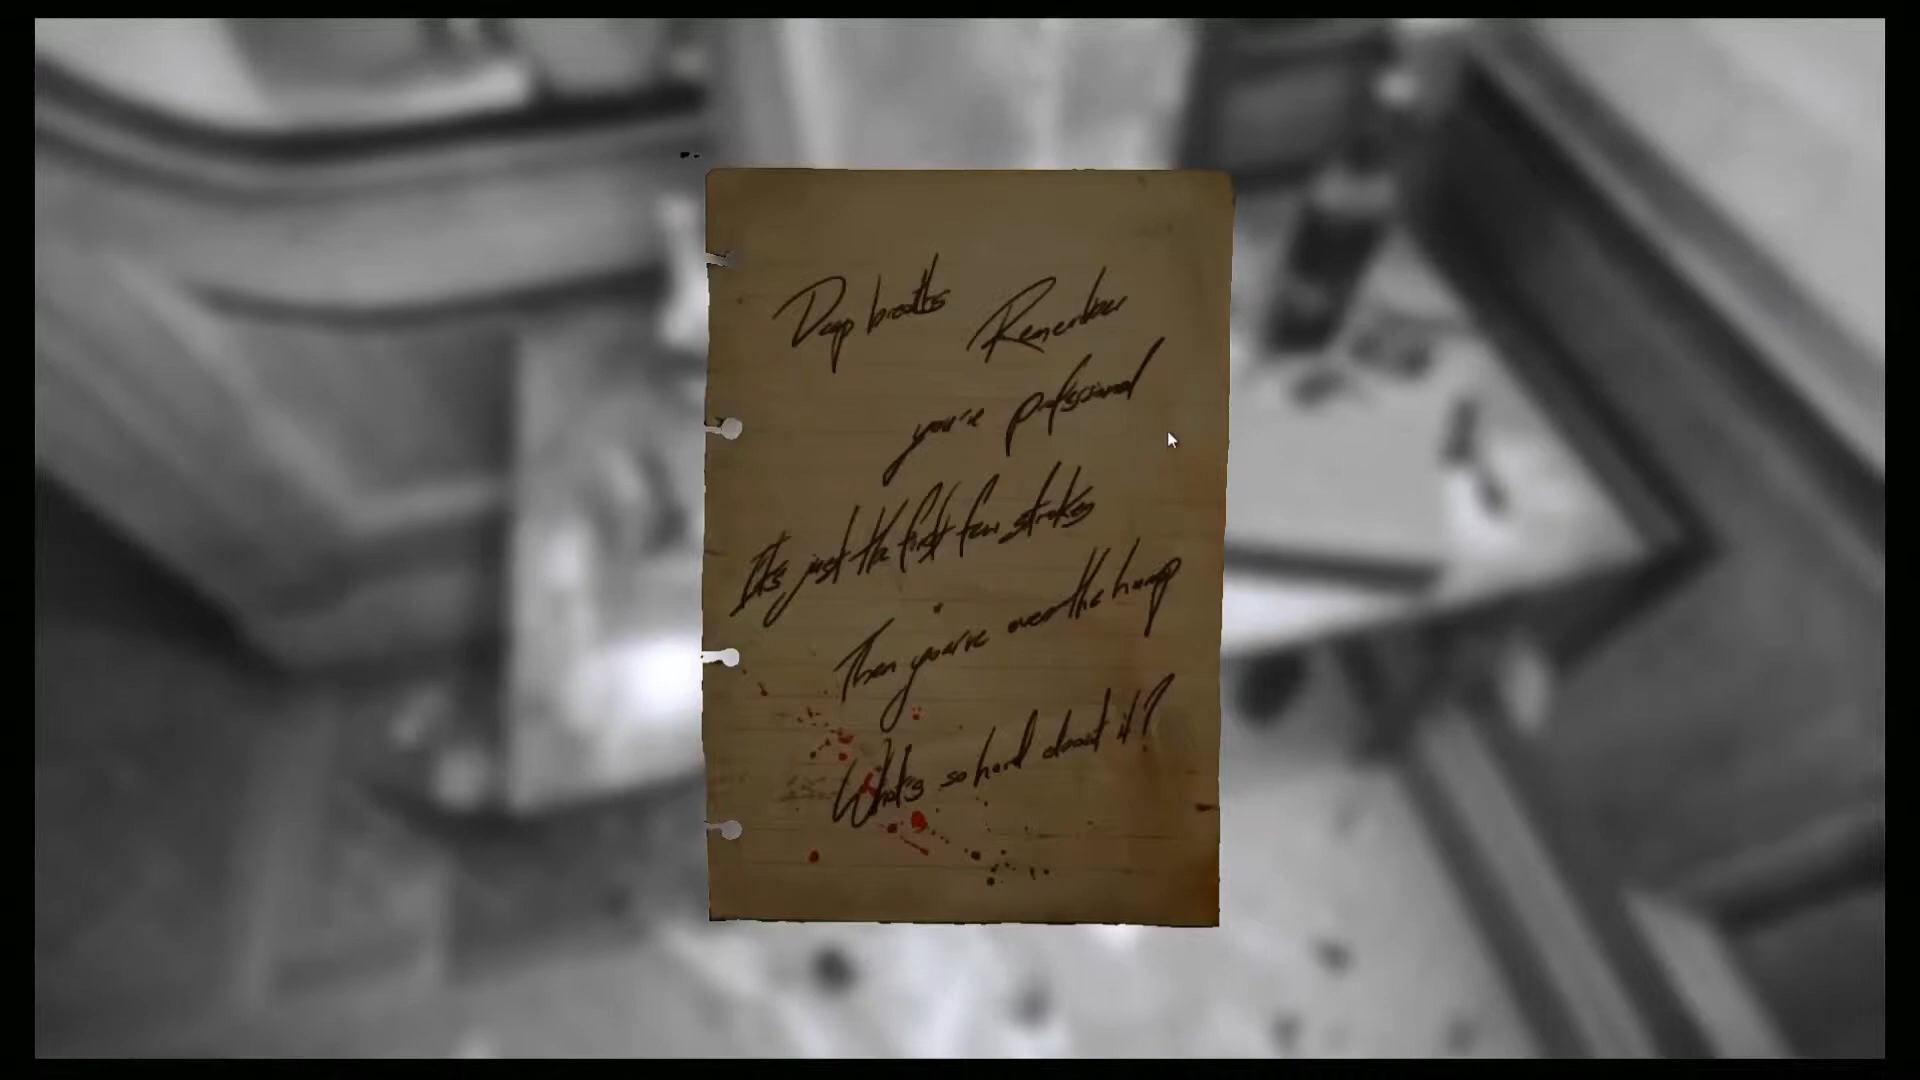 Deep breaths Remember
you're professional
It's just the first few strokes
Then you're over the hump
What's so hard about it?